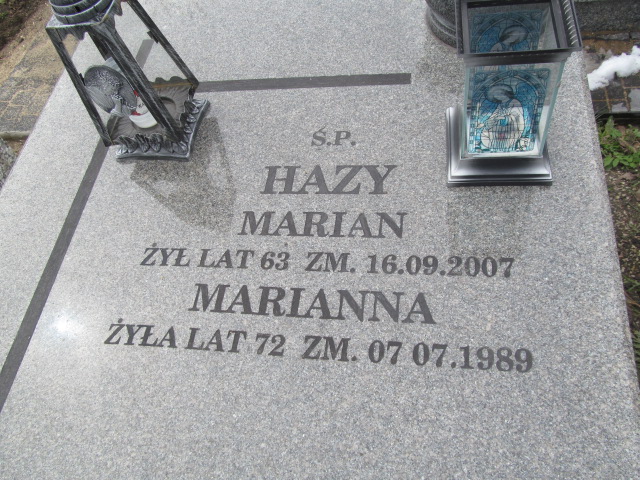 Ś.P.
HAZY
MARIAN
ŻYŁ LAT 63 ZM. 16.09.2007
MARIANNA
ŻYŁA LAT 72 ZM. 07 07.1989